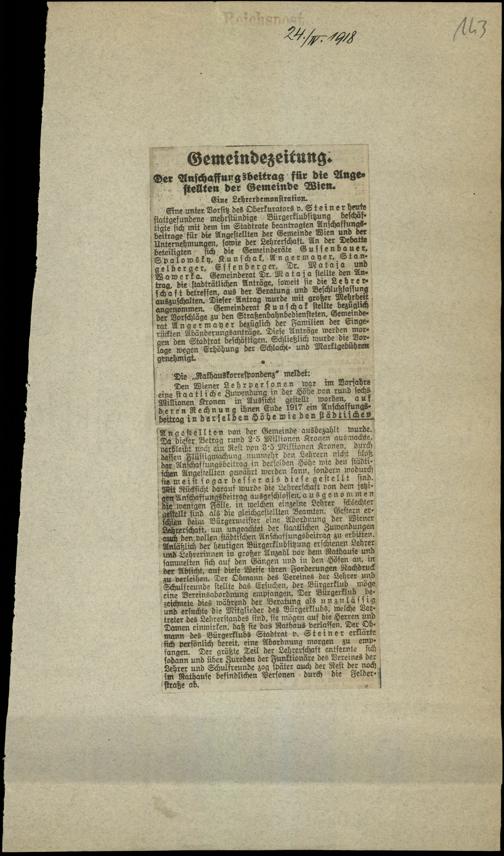 Reichspost
24./IV. 1918
143
Gemeindezeitung.
Der Anschaffungsbeitrag für die Ange-
stellten der Gemeinde Wien.
Eine Lehrerdemonstration.
Eine unter Vorsitz des Oberkurators v. Steiner heute
stattgefundene mehrstündige Bürgerklubsitzung beschäf-
tigte sich mit dem im Stadtrate beantragten Anschaffungs-
beitrage für die Angestellten der Gemeinde Wien und der
Unternehmungen, sowie der Lehrerschaft. An der Debatte
beteiligten sich die Gemeinderäte Gussenbauer,
Spalowsky, Kunschak, Angermayer, Stan-
gelberger, Effenberger, Dr. Mataja und
Wawerka. Gemeinderat Dr. Mataja stellte den An-
trag, die stadträtlichen Anträge, soweit sie die Lehrer-
schaft betreffen, aus der Beratung und Beschlußfassung
auszuschalten. Dieser Antrag wurde mit großer Mehrheit
angenommen. Gemeinderat Kunschak stellte bezüglich
der Vorschläge zu den Straßenbahnbediensteten, Gemeinde-
rat Angermayer bezüglich der Familien der Einge-
rückten Abänderungsanträge. Diese Anträge werden mor-
gen den Stadtrat beschäftigen. Schließlich wurde die Vor-
lage wegen Erhöhung der Schlacht- und Marktgebühren
genehmigt.
*
Die „Rathauskorrespondenz" meldet:
Den Wiener Lehrpersonen war im Vorjahre
eine staatliche Zuwendung in der Höhe von rund sechs
Millionen Kronen in Aussicht gestellt worden, auf
deren Rechnung ihnen Ende 1917 ein Anschaffungs-
beitrag in derselben Höhe wie den städtischen
Angestellten von der Gemeinde ausbezahlt wurde.
Da dieser Betrag rund 2·5 Millionen Kronen ausmachte,
verbleibt noch ein Rest von 3·5 Millionen Kronen, durch
dessen Flüssigmachung nunmehr den Lehrern nicht bloß
der Anschaffungsbeitrag in derselben Höhe wie den städti-
schen Angestellten gewährt werden kann, sondern wodurch
sie meist sogar besser als diese gestellt sind.
Mit Rücksicht darauf wurde die Lehrerschaft von dem jetzi-
gen Anschaffungsbeitrag ausgeschlossen, ausgenommen
die wenigen Fälle, in welchen einzelne Lehrer schlechter
gestellt sind als die gleichgestellten Beamten. Gestern er-
schien beim Bürgermeister eine Abordnung der Wiener
Lehrerschaft, um ungeachtet der staatlichen Zuwendungen
auch den vollen städtischen Anschaffungsbeitrag zu erbitten.
Anläßlich der heutigen Bürgerklubsitzung erschienen Lehrer
und Lehrerinnen in großer Anzahl vor dem Rathause und
sammelten sich auf den Gängen und in den Höfen an, in
der Absicht, auf diese Weise ihren Forderungen Nachdruck
zu verleihen. Der Obmann des Vereines der Lehrer und
Schulfreunde stellte das Ersuchen, der Bürgerklub möge
eine Vereinsabordnung empfangen. Der Bürgerklub be-
zeichnete dies während der Beratung als unzulässig
und ersuchte die Mitglieder des Bürgerklubs, welche Ver-
treter des Lehrerstandes sind, sie mögen auf die Herren und
Damen einwirken, daß sie das Rathaus verlassen. Der Ob-
mann des Bürgerklubs Stadtrat v. Steiner erklärte
sich persönlich bereit, eine Abordnung morgen zu emp-
fangen. Der größte Teil der Lehrerschaft entfernte sich
sodann und über Zureden der Funktionäre des Vereines der
Lehrer und Schulfreunde zog später auch der Rest der noch
im Rathause befindlichen Personen durch die Felder-
straße ab.